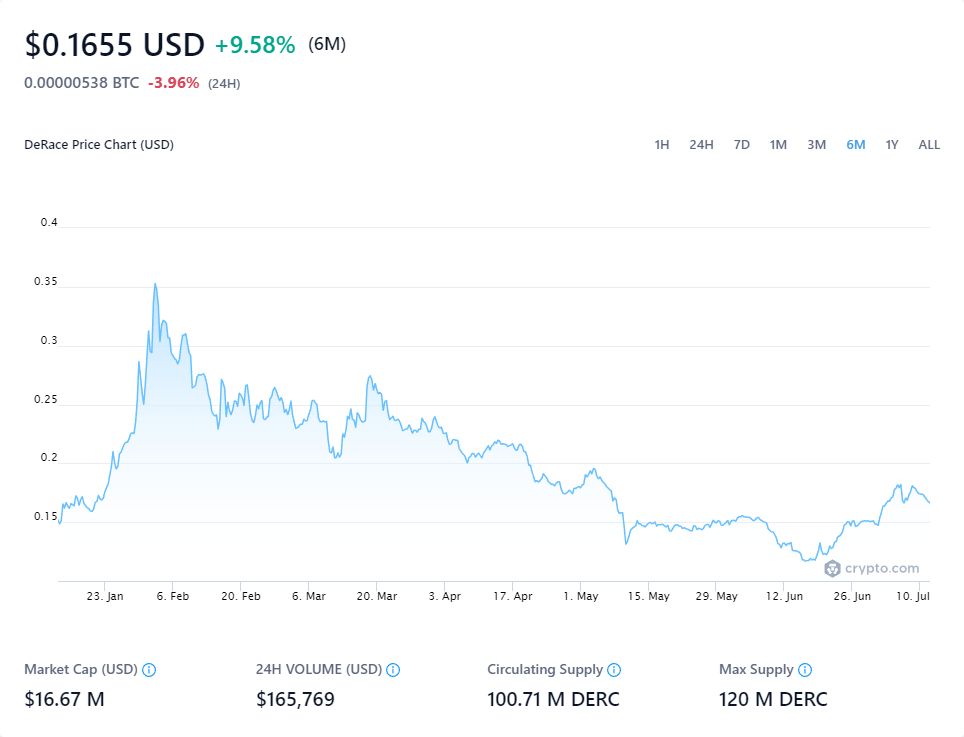 $0.1655 USD +9.58% (6M)
0.00000538 BTC -3.96% (24H)
DeRace Price Chart (USD) 1H 24H 7D 1M 3M 6M 1Y ALL
0.4
0.35
0.3
0.25
0.2
0.15
crypto.com
23. Jan 6. Feb 20. Feb 6. Mar 20. Mar 3. Apr 17. Apr 1. May 15. May 29. May 12. Jun 26. Jun 10. Jul
Market Cap (USD) 24H VOLUME (USD) Circulating Supply Max Supply
$16.67 M $165,769 100.71 M DERC 120 M DERC